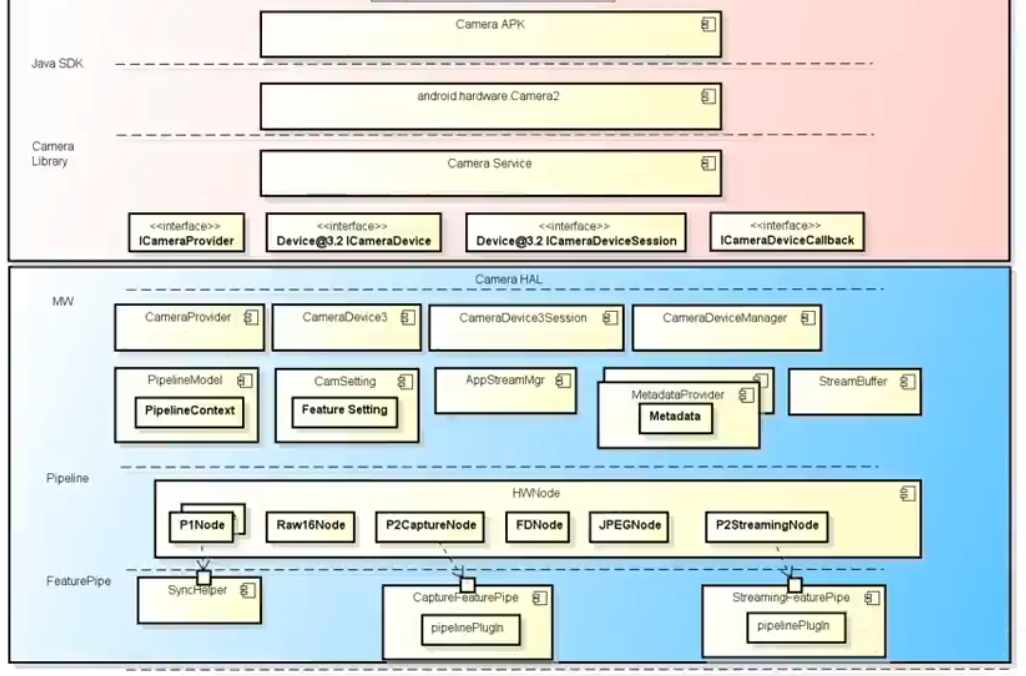 Camera APK
Java SDK
android.hardware.Camera2
Camera
Library
Camera Service
<<interface>>
ICameraProvider
<<interface>>
Device@3.2 ICameraDevice
<<interface>>
Device@3.2 ICameraDeviceSession
<<interface>>
ICameraDeviceCallback
Camera HAL
MW
CameraProvider
CameraDevice3
CameraDevice3Session
CameraDeviceManager
PipelineModel
PipelineContext
CamSetting
Feature Setting
AppStreamMgr
MetadataProvider
Metadata
StreamBuffer
Pipeline
HWNode
P1Node
Raw16Node
P2CaptureNode
FDNode
JPEGNode
P2StreamingNode
FeaturePipe
SyncHelper
CaptureFeaturePipe
pipelinePlugIn
StreamingFeaturePipe
pipelinePlugIn